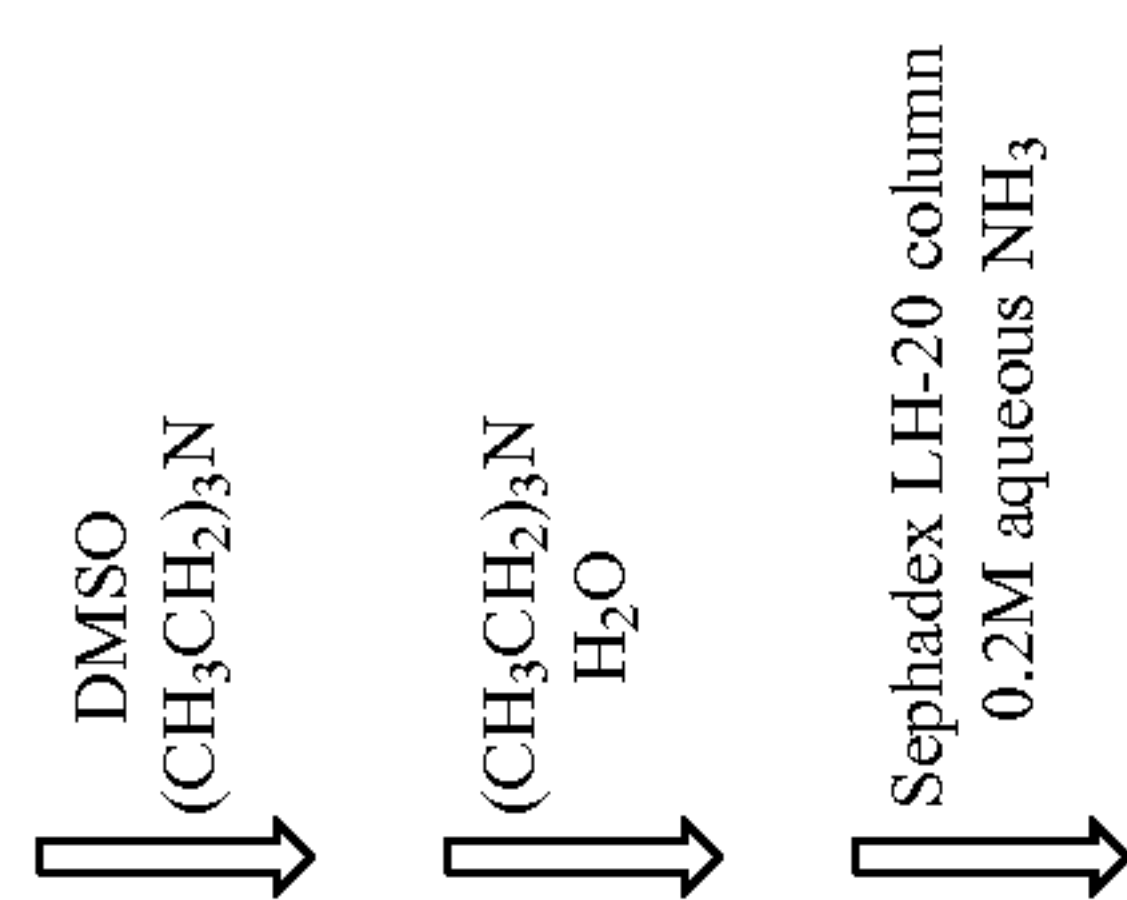 DMSO
(CH₃CH₂)₃N
(CH₃CH₂)₃N
H₂O
Sephadex LH-20 column
0.2M aqueous NH₃